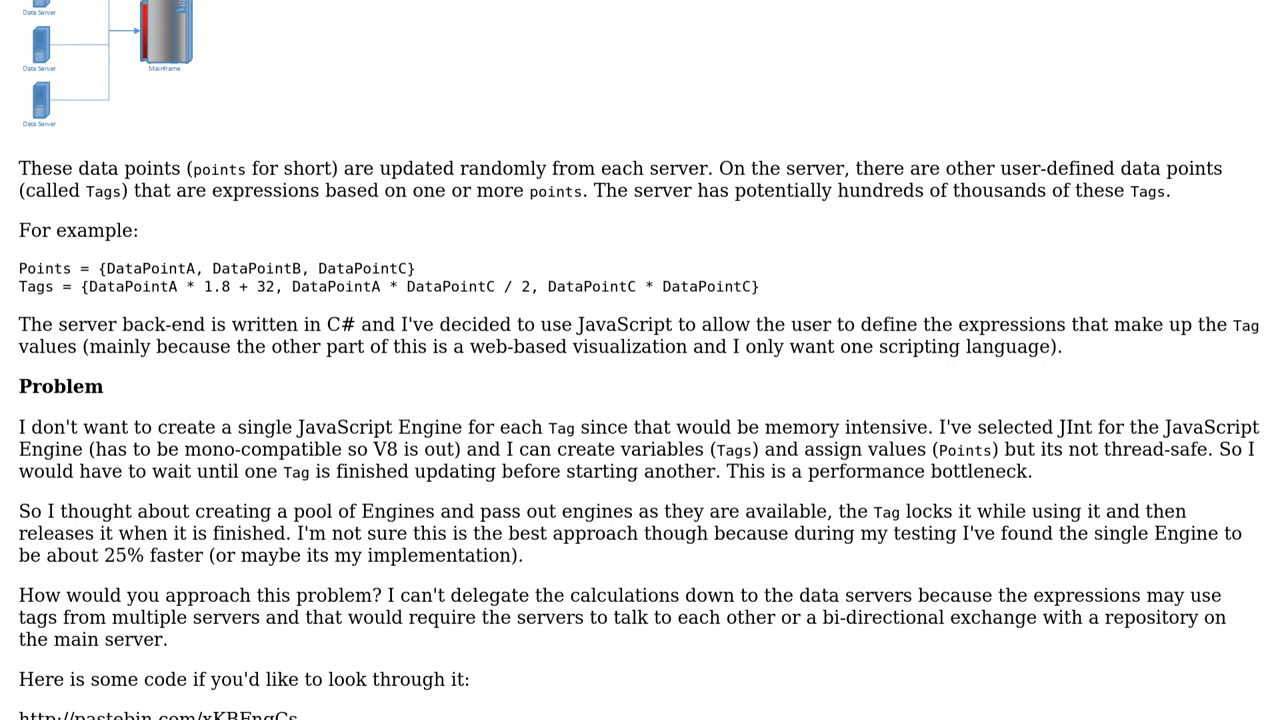 Data Server
Data Server
Mainframe
Data Server
These data points (points for short) are updated randomly from each server. On the server, there are other user-defined data points
(called Tags) that are expressions based on one or more points. The server has potentially hundreds of thousands of these Tags.
For example:
Points = {DataPointA, DataPointB, DataPointC}
Tags = {DataPointA * 1.8 + 32, DataPointA * DataPointC / 2, DataPointC * DataPointC}
The server back-end is written in C# and I've decided to use JavaScript to allow the user to define the expressions that make up the Tag
values (mainly because the other part of this is a web-based visualization and I only want one scripting language).
Problem
I don't want to create a single JavaScript Engine for each Tag since that would be memory intensive. I've selected JInt for the JavaScript
Engine (has to be mono-compatible so V8 is out) and I can create variables (Tags) and assign values (Points) but its not thread-safe. So I
would have to wait until one Tag is finished updating before starting another. This is a performance bottleneck.
So I thought about creating a pool of Engines and pass out engines as they are available, the Tag locks it while using it and then
releases it when it is finished. I'm not sure this is the best approach though because during my testing I've found the single Engine to
be about 25% faster (or maybe its my implementation).
How would you approach this problem? I can't delegate the calculations down to the data servers because the expressions may use
tags from multiple servers and that would require the servers to talk to each other or a bi-directional exchange with a repository on
the main server.
Here is some code if you'd like to look through it: